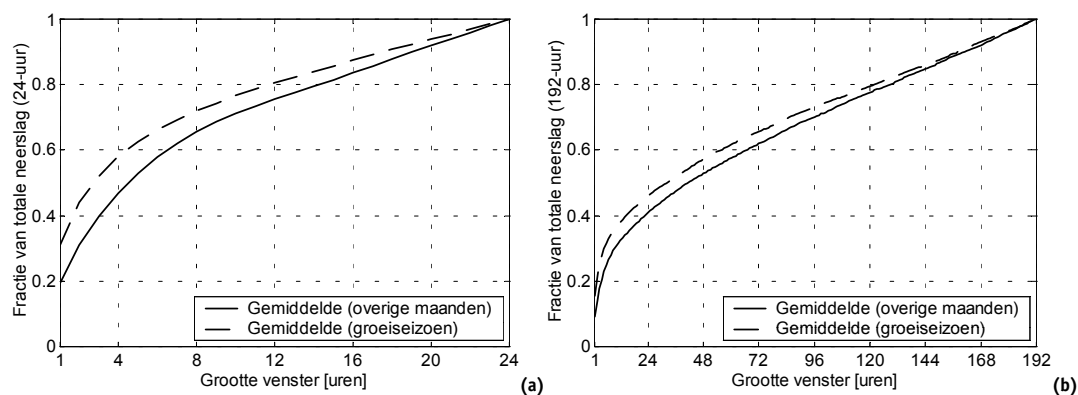 Fractie van totale neerslag (24-uur)
1
0.8
0.6
0.4
0.2
0
Gemiddelde (overige maanden)
Gemiddelde (groeiseizoen)
1 4 8 12 16 20 24
Grootte venster [uren]
(a)
Fractie van totale neerslag (192-uur)
1
0.8
0.6
0.4
0.2
0
Gemiddelde (overige maanden)
Gemiddelde (groeiseizoen)
1 24 48 72 96 120 144 168 192
Grootte venster [uren]
(b)